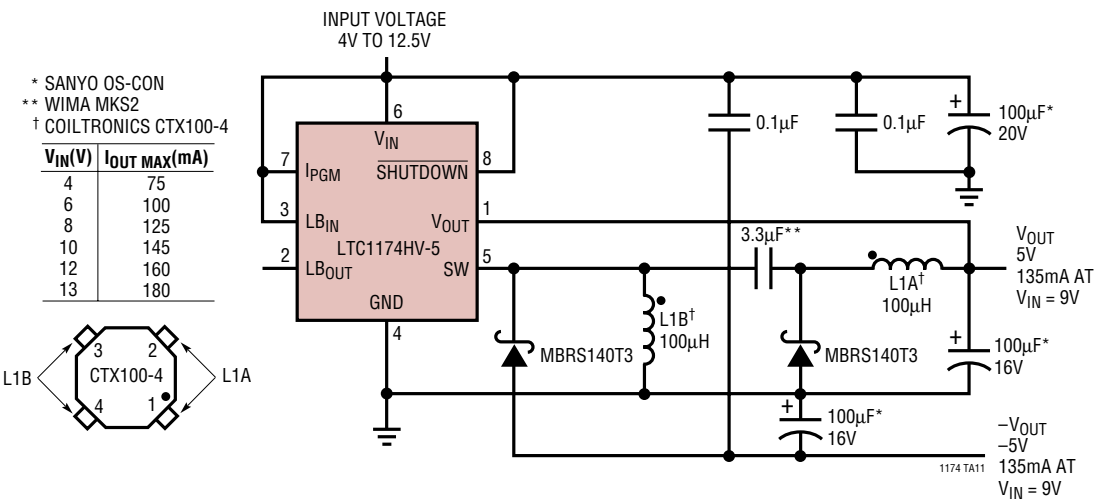 INPUT VOLTAGE
4V TO 12.5V
* SANYO OS-CON
** WIMA MKS2
† COILTRONICS CTX100-4
VIN(V) IOUT MAX(mA)
4 75
6 100
8 125
10 145
12 160
13 180
6
VIN
7
IPGM
SHUTDOWN
8
3
LBIN
VOUT
1
LTC1174HV-5
2
LBOUT
SW
5
GND
4
0.1µF
0.1µF
+
100µF*
20V
3.3µF**
L1A†
100µH
VOUT
5V
135mA AT
VIN = 9V
L1B†
100µH
MBRS140T3
MBRS140T3
+
100µF*
16V
+
100µF*
16V
–VOUT
–5V
135mA AT
VIN = 9V
1174 TA11
L1B
3 2
CTX100-4
4 1
L1A